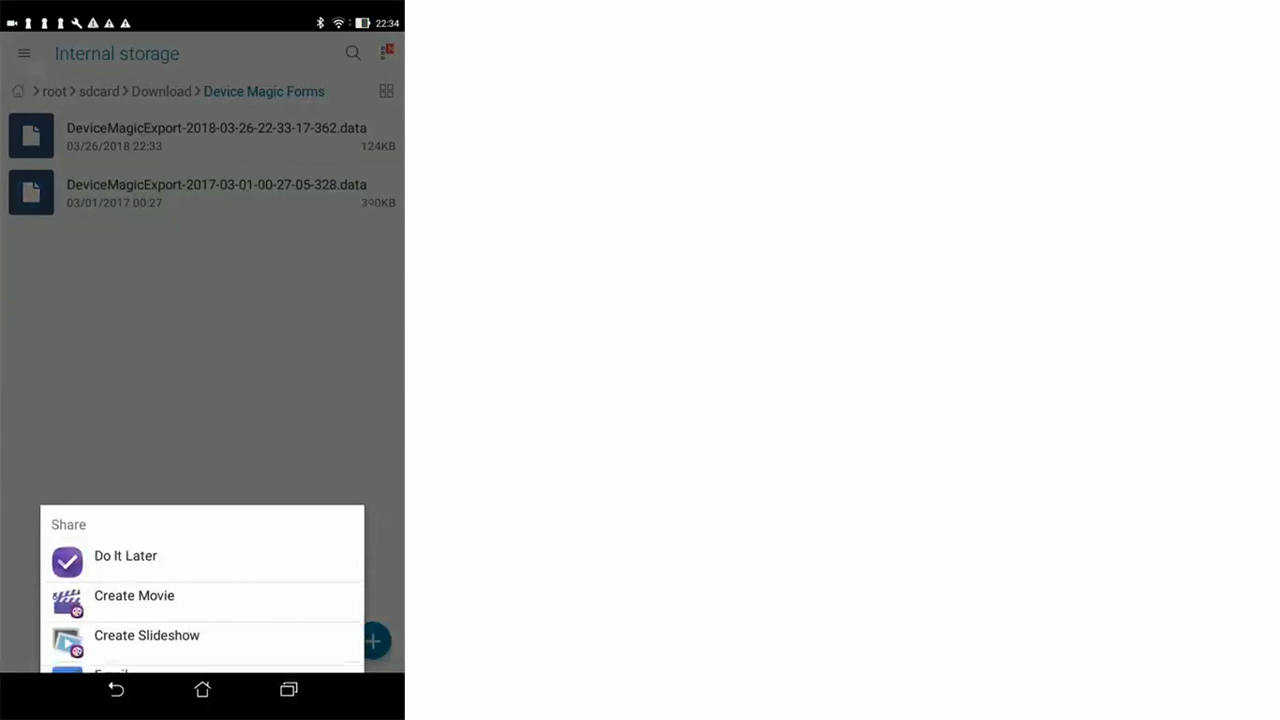 22:34
Internal storage
N
root sdcard Download Device Magic Forms
DeviceMagicExport-2018-03-26-22-33-17-362.data
03/26/2018 22:33 124KB
DeviceMagicExport-2017-03-01-00-27-05-328.data
03/01/2017 00:27 390KB
Share
Do It Later
Create Movie
Create Slideshow